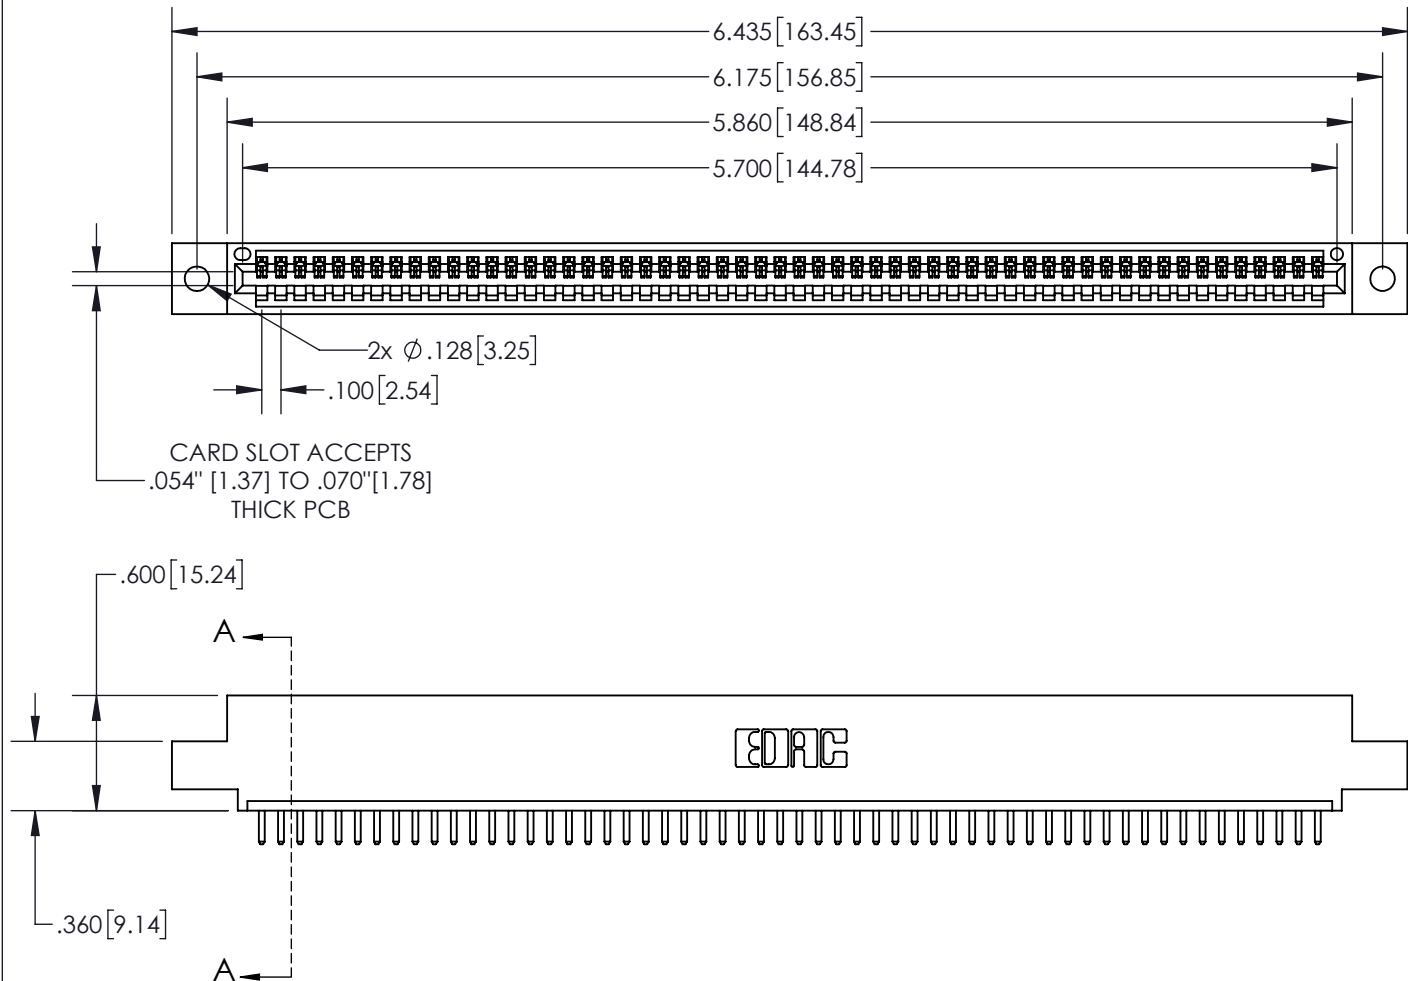 6.435[163.45]
6.175[156.85]
5.860[148.84]
5.700[144.78]
2x Ø.128[3.25]
.100[2.54]
CARD SLOT ACCEPTS
.054" [1.37] TO .070"[1.78]
THICK PCB
.600[15.24]
A
EDAC
.360[9.14]
A